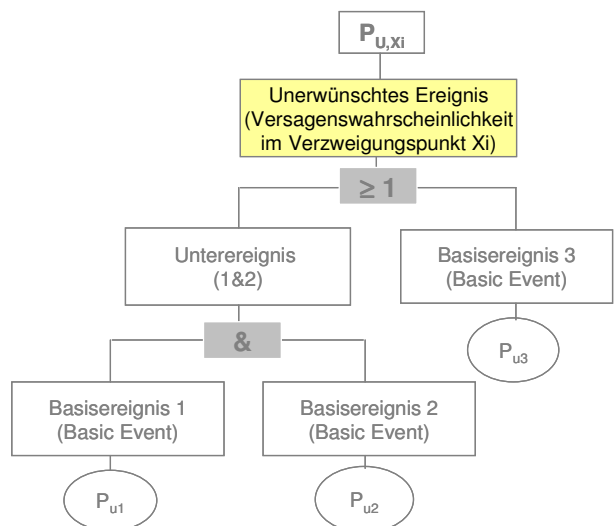 P_U,Xi
Unerwünschtes Ereignis
(Versagenswahrscheinlichkeit
im Verzweigungspunkt Xi)
≥ 1
Unterereignis
(1&2)
Basisereignis 3
(Basic Event)
P_u3
&
Basisereignis 1
(Basic Event)
Basisereignis 2
(Basic Event)
P_u1
P_u2